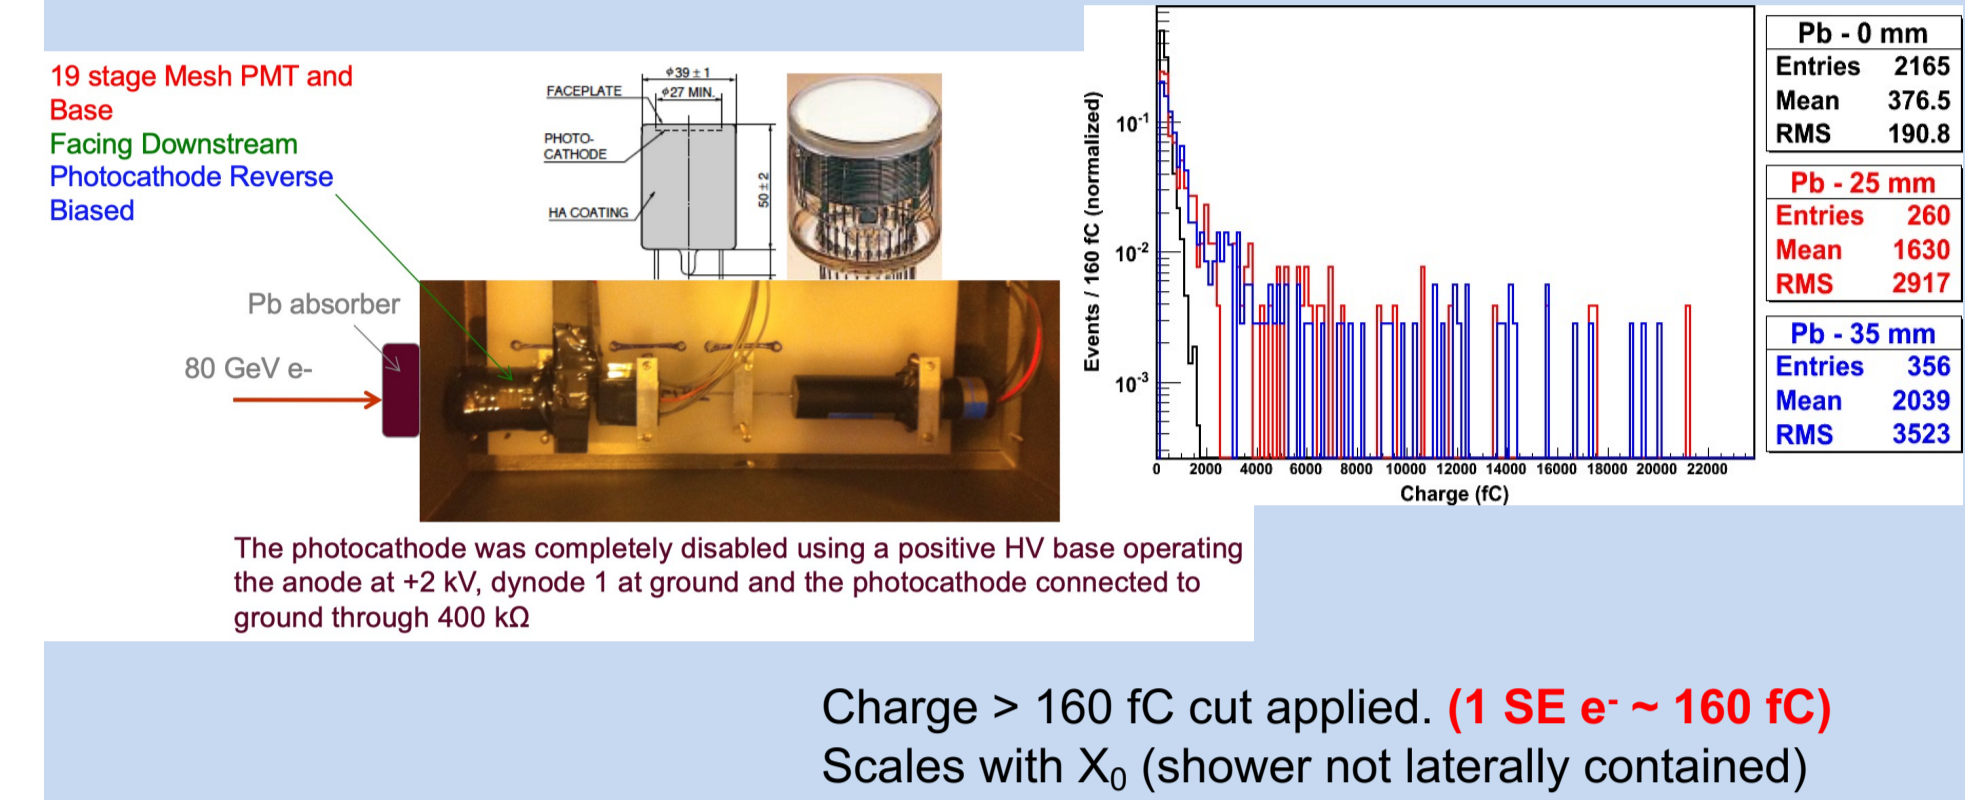 19 stage Mesh PMT and
Base
Facing Downstream
Photocathode Reverse
Biased
Pb absorber
80 GeV e-
FACEPLATE
PHOTO-
CATHODE
HA COATING
ϕ39 ± 1
ϕ27 MIN.
50 ± 2
The photocathode was completely disabled using a positive HV base operating
the anode at +2 kV, dynode 1 at ground and the photocathode connected to
ground through 400 kΩ
Events / 160 fC (normalized)
10⁻¹
10⁻²
10⁻³
0 2000 4000 6000 8000 10000 12000 14000 16000 18000 20000 22000
Charge (fC)
Pb - 0 mm
Entries 2165
Mean 376.5
RMS 190.8
Pb - 25 mm
Entries 260
Mean 1630
RMS 2917
Pb - 35 mm
Entries 356
Mean 2039
RMS 3523
Charge > 160 fC cut applied. (1 SE e⁻ ~ 160 fC)
Scales with X₀ (shower not laterally contained)